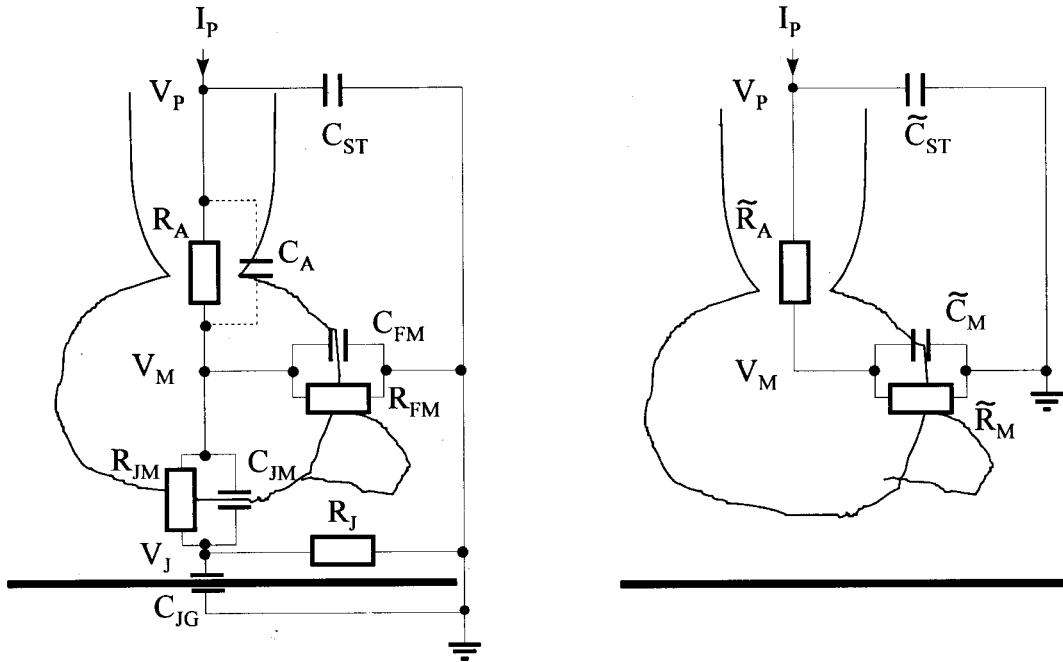 I_P
V_P
C_ST
R_A
C_A
C_FM
V_M
R_FM
R_JM
C_JM
R_J
V_J
C_JG
I_P
V_P
C̃_ST
R̃_A
C̃_M
V_M
R̃_M